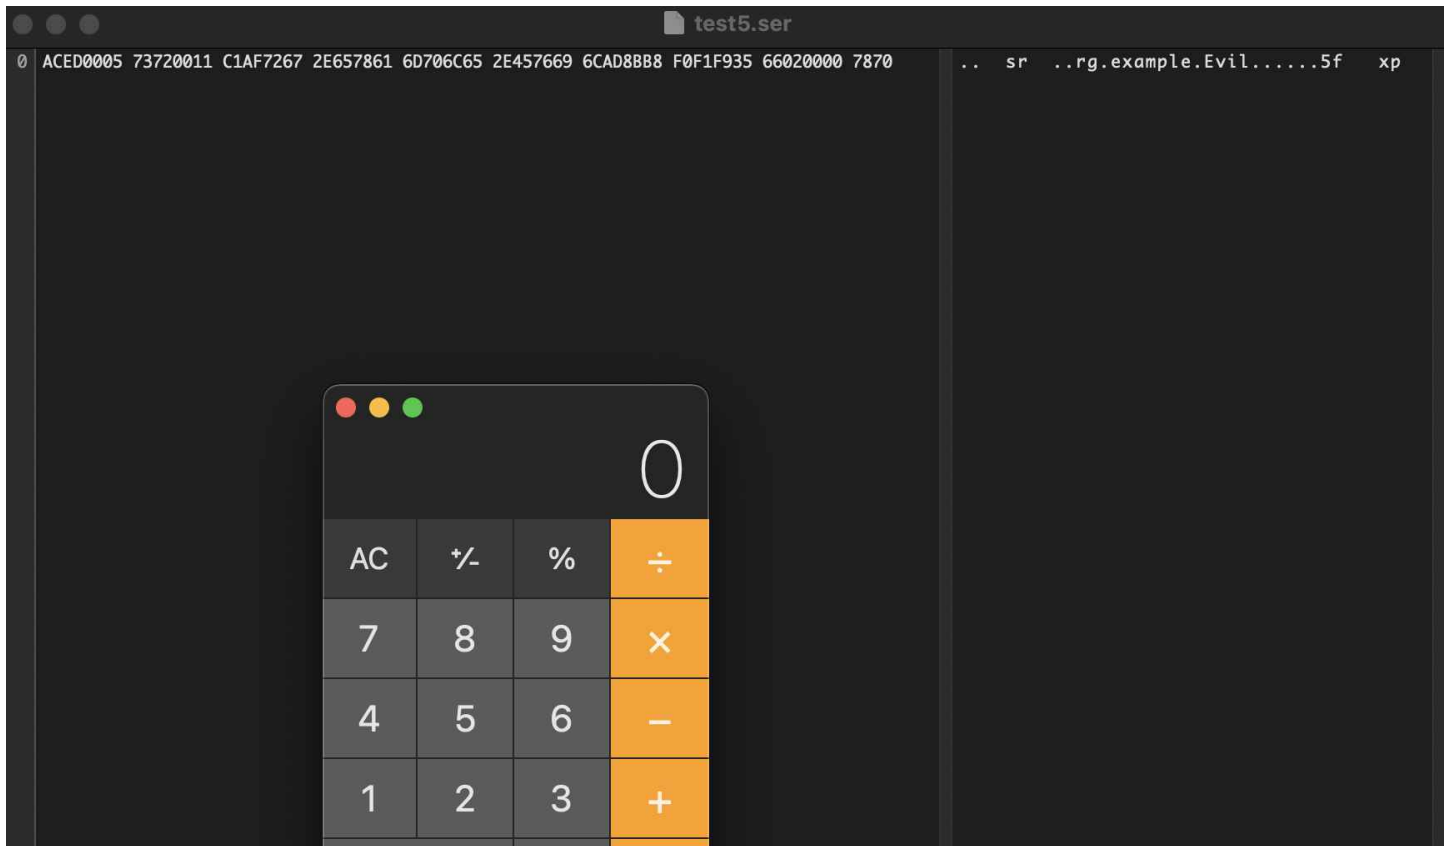 test5.ser
0 ACED0005 73720011 C1AF7267 2E657861 6D706C65 2E457669 6CAD8BB8 F0F1F935 66020000 7870 .. sr ..rg.example.Evil......5f xp
0
AC ⁺∕₋ % ÷
7 8 9 ×
4 5 6 −
1 2 3 +